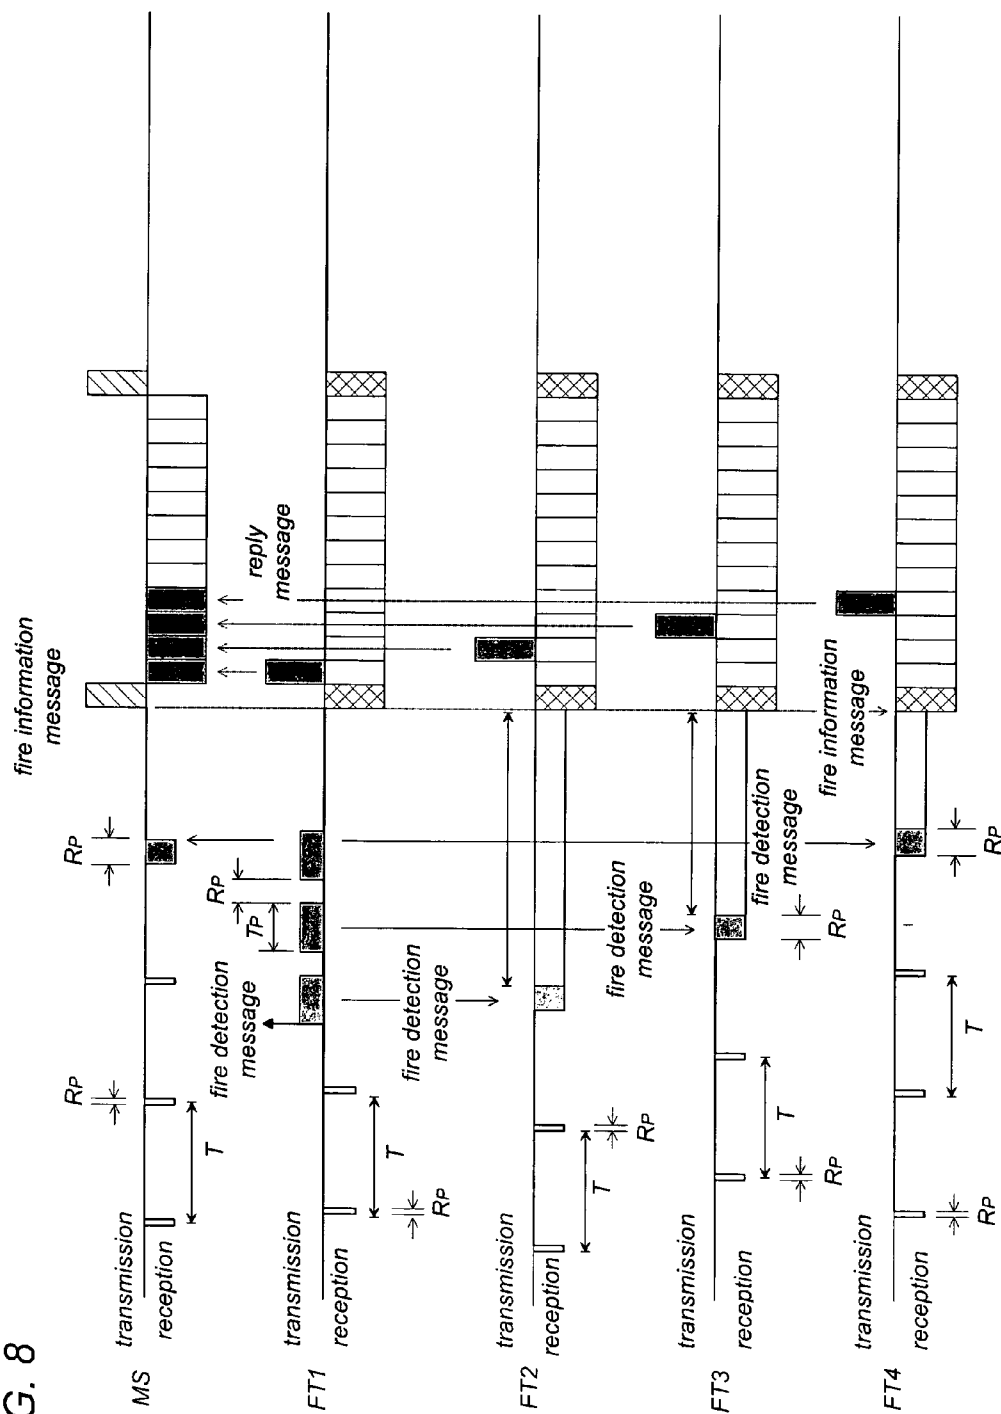 G. 8
fire information
message
MS
transmission
reception
RP
RP
T
reply
message
FT1
transmission
reception
fire detection
message
TP
RP
T
RP
fire detection
message
FT2
transmission
reception
T
RP
fire detection
message
FT3
transmission
reception
fire detection
message
T
RP
RP
fire information
message
FT4
transmission
reception
T
RP
RP